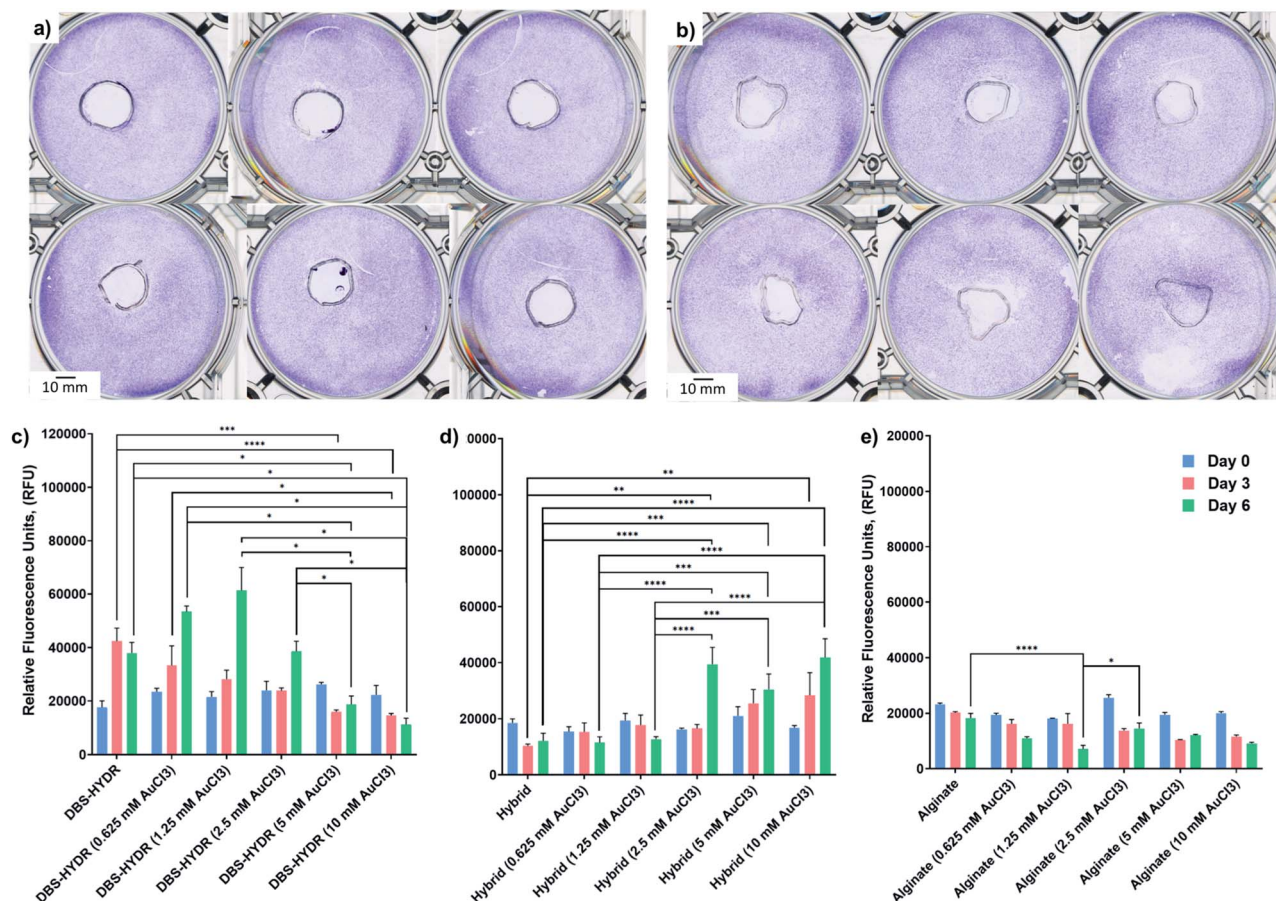 a)
b)
10 mm
10 mm
c)
Relative Fluorescence Units, (RFU)
120000
100000
80000
60000
40000
20000
0
***
****
*
*
*
*
*
*
*
*
*
DBS-HYDR
DBS-HYDR (0.625 mM AuCl3)
DBS-HYDR (1.25 mM AuCl3)
DBS-HYDR (2.5 mM AuCl3)
DBS-HYDR (5 mM AuCl3)
DBS-HYDR (10 mM AuCl3)
d)
0000
100000
80000
60000
40000
20000
0
**
**
****
***
****
****
***
****
****
***
****
Hybrid
Hybrid (0.625 mM AuCl3)
Hybrid (1.25 mM AuCl3)
Hybrid (2.5 mM AuCl3)
Hybrid (5 mM AuCl3)
Hybrid (10 mM AuCl3)
e)
Relative Fluorescence Units, (RFU)
20000
100000
80000
60000
40000
20000
0
Day 0
Day 3
Day 6
****
*
Alginate
Alginate (0.625 mM AuCl3)
Alginate (1.25 mM AuCl3)
Alginate (2.5 mM AuCl3)
Alginate (5 mM AuCl3)
Alginate (10 mM AuCl3)